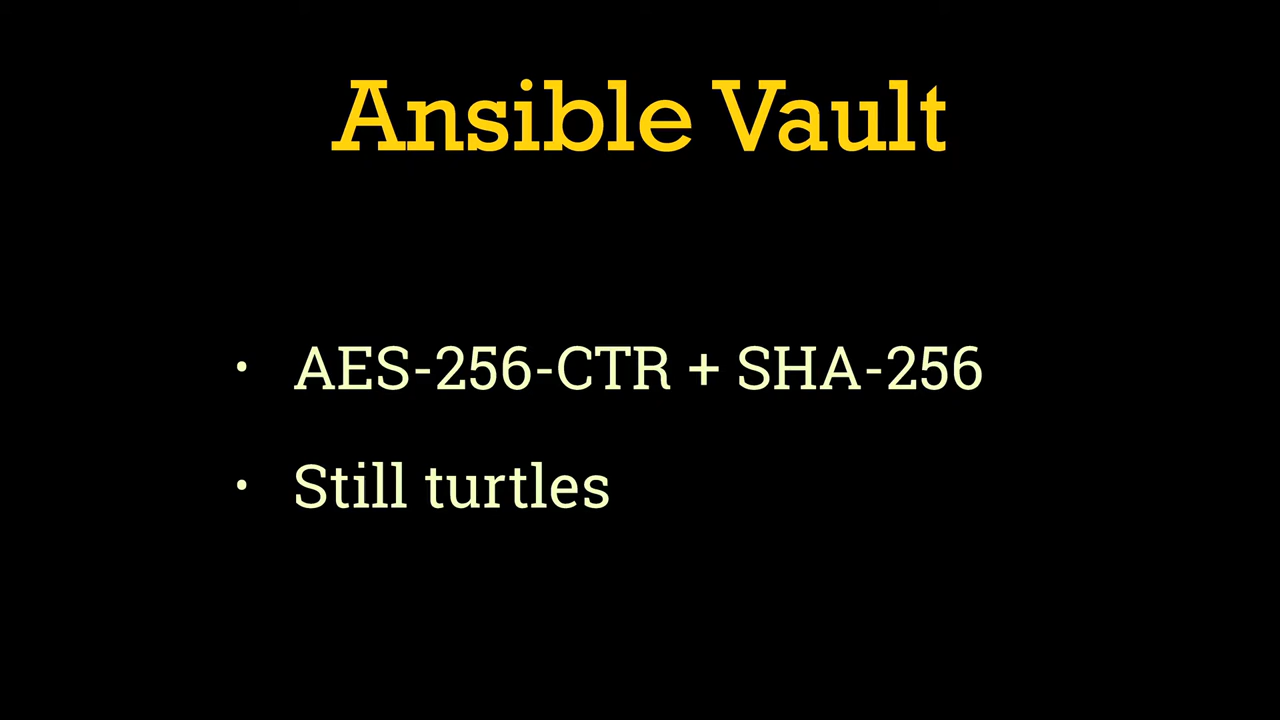 Ansible Vault
• AES-256-CTR + SHA-256
• Still turtles